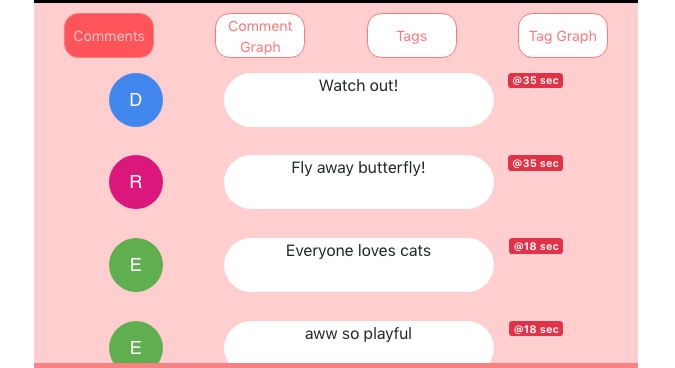 Comments
Comment
Graph
Tags
Tag Graph
D
Watch out!
@35 sec
R
Fly away butterfly!
@35 sec
E
Everyone loves cats
@18 sec
E
aww so playful
@18 sec